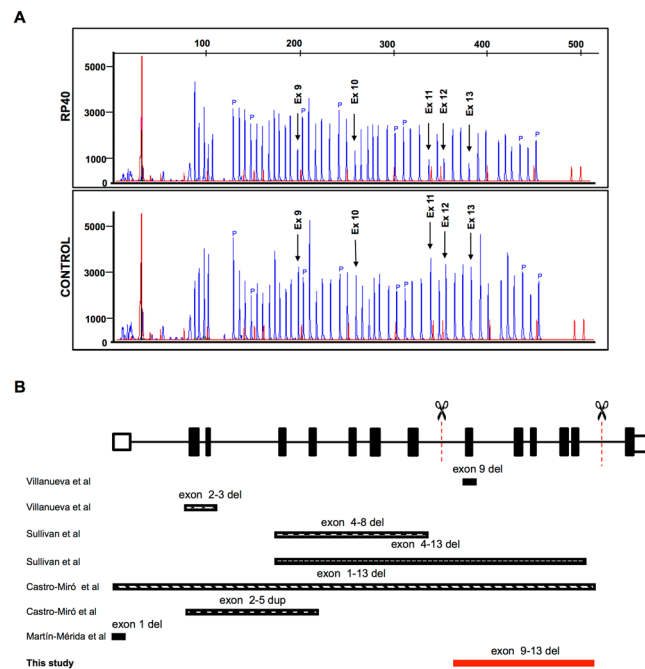 A
100 200 300 400 500
RP40
5000
3000
1000
0
P P P P P P P P
Ex 9 Ex 10 Ex 11 Ex 12 Ex 13
CONTROL
5000
3000
1000
0
P P P P P P P P
Ex 9 Ex 10 Ex 11 Ex 12 Ex 13
B
Villanueva et al exon 9 del
Villanueva et al exon 2-3 del
Sullivan et al exon 4-8 del
Sullivan et al exon 4-13 del
Castro-Miró et al exon 1-13 del
Castro-Miró et al exon 2-5 dup
Martín-Mérida et al exon 1 del
This study exon 9-13 del